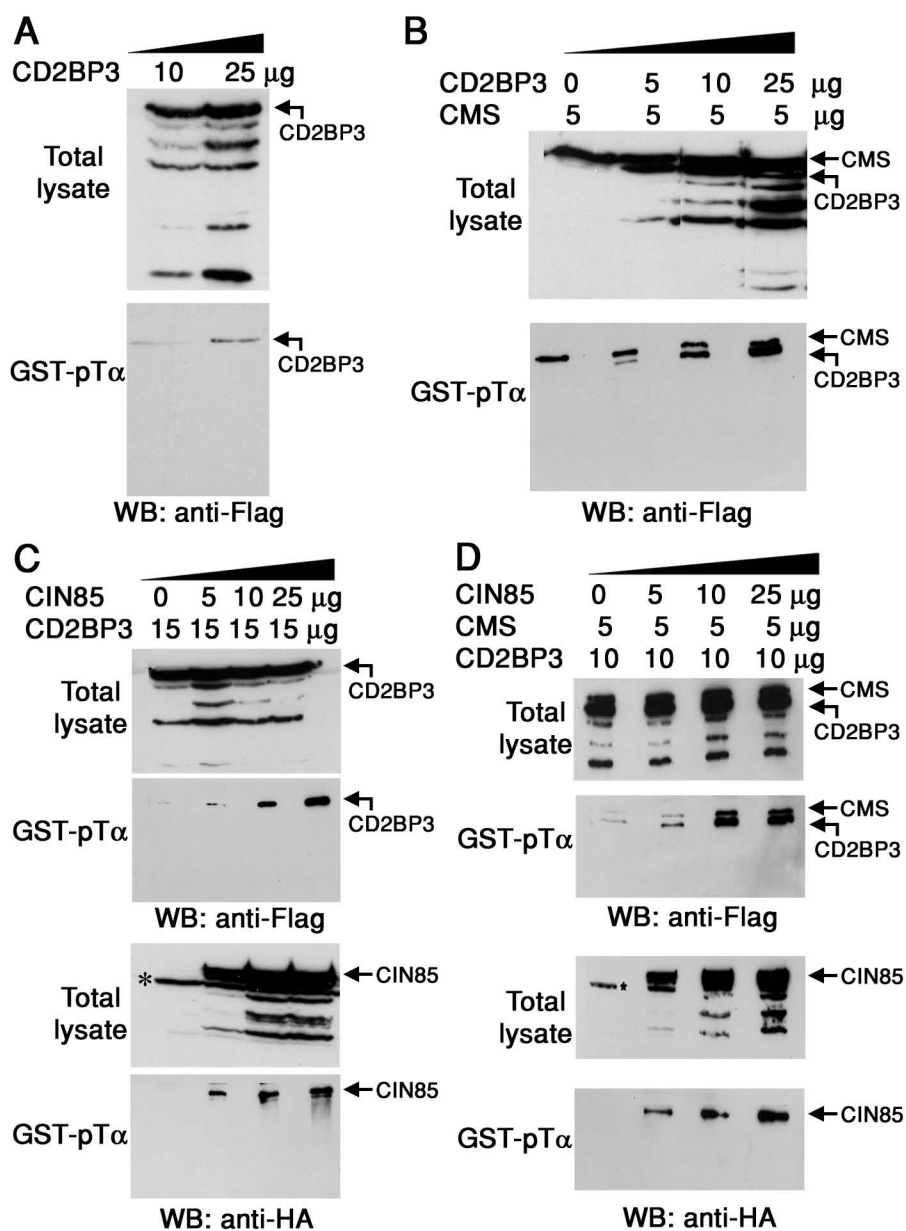 A
CD2BP3 10 25 μg
Total lysate
CD2BP3
GST-pTα
CD2BP3
WB: anti-Flag
B
CD2BP3 0 5 10 25 μg
CMS 5 5 5 5 μg
Total lysate
CMS
CD2BP3
GST-pTα
CMS
CD2BP3
WB: anti-Flag
C
CIN85 0 5 10 25 μg
CD2BP3 15 15 15 15 μg
Total lysate
CD2BP3
GST-pTα
CD2BP3
WB: anti-Flag
*
Total lysate
CIN85
GST-pTα
CIN85
WB: anti-HA
D
CIN85 0 5 10 25 μg
CMS 5 5 5 5 μg
CD2BP3 10 10 10 10 μg
Total lysate
CMS
CD2BP3
GST-pTα
CMS
CD2BP3
WB: anti-Flag
*
Total lysate
CIN85
GST-pTα
CIN85
WB: anti-HA